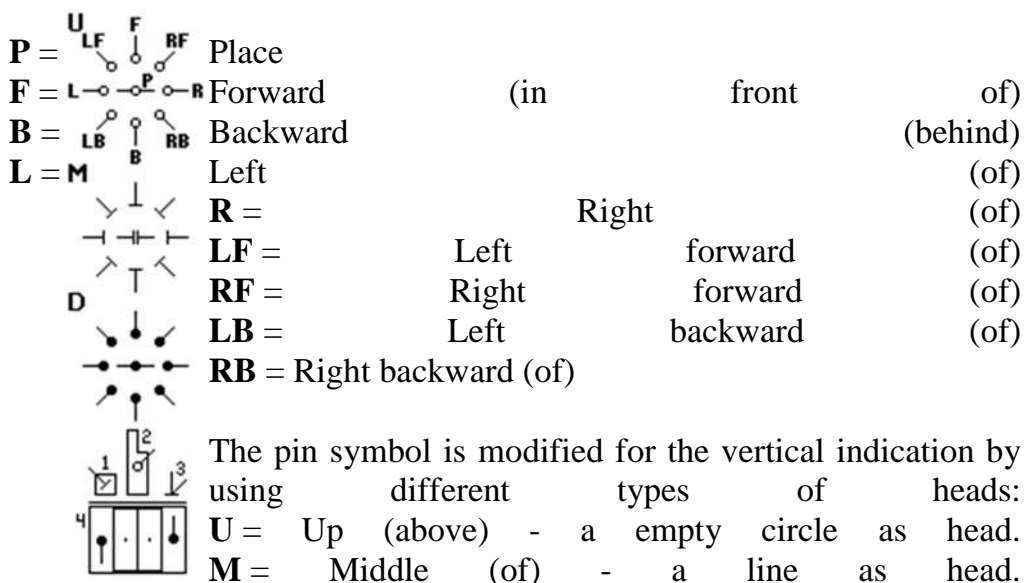 U F
LF RF
P = Place
P
F = L R Forward (in front of)
B = LB RB Backward (behind)
B
L = M Left (of)
R = Right (of)
LF = Left forward (of)
RF = Right forward (of)
D
LB = Left backward (of)
RB = Right backward (of)
1 2 3
The pin symbol is modified for the vertical indication by
using different types of heads:
4
U = Up (above) - a empty circle as head.
M = Middle (of) - a line as head.